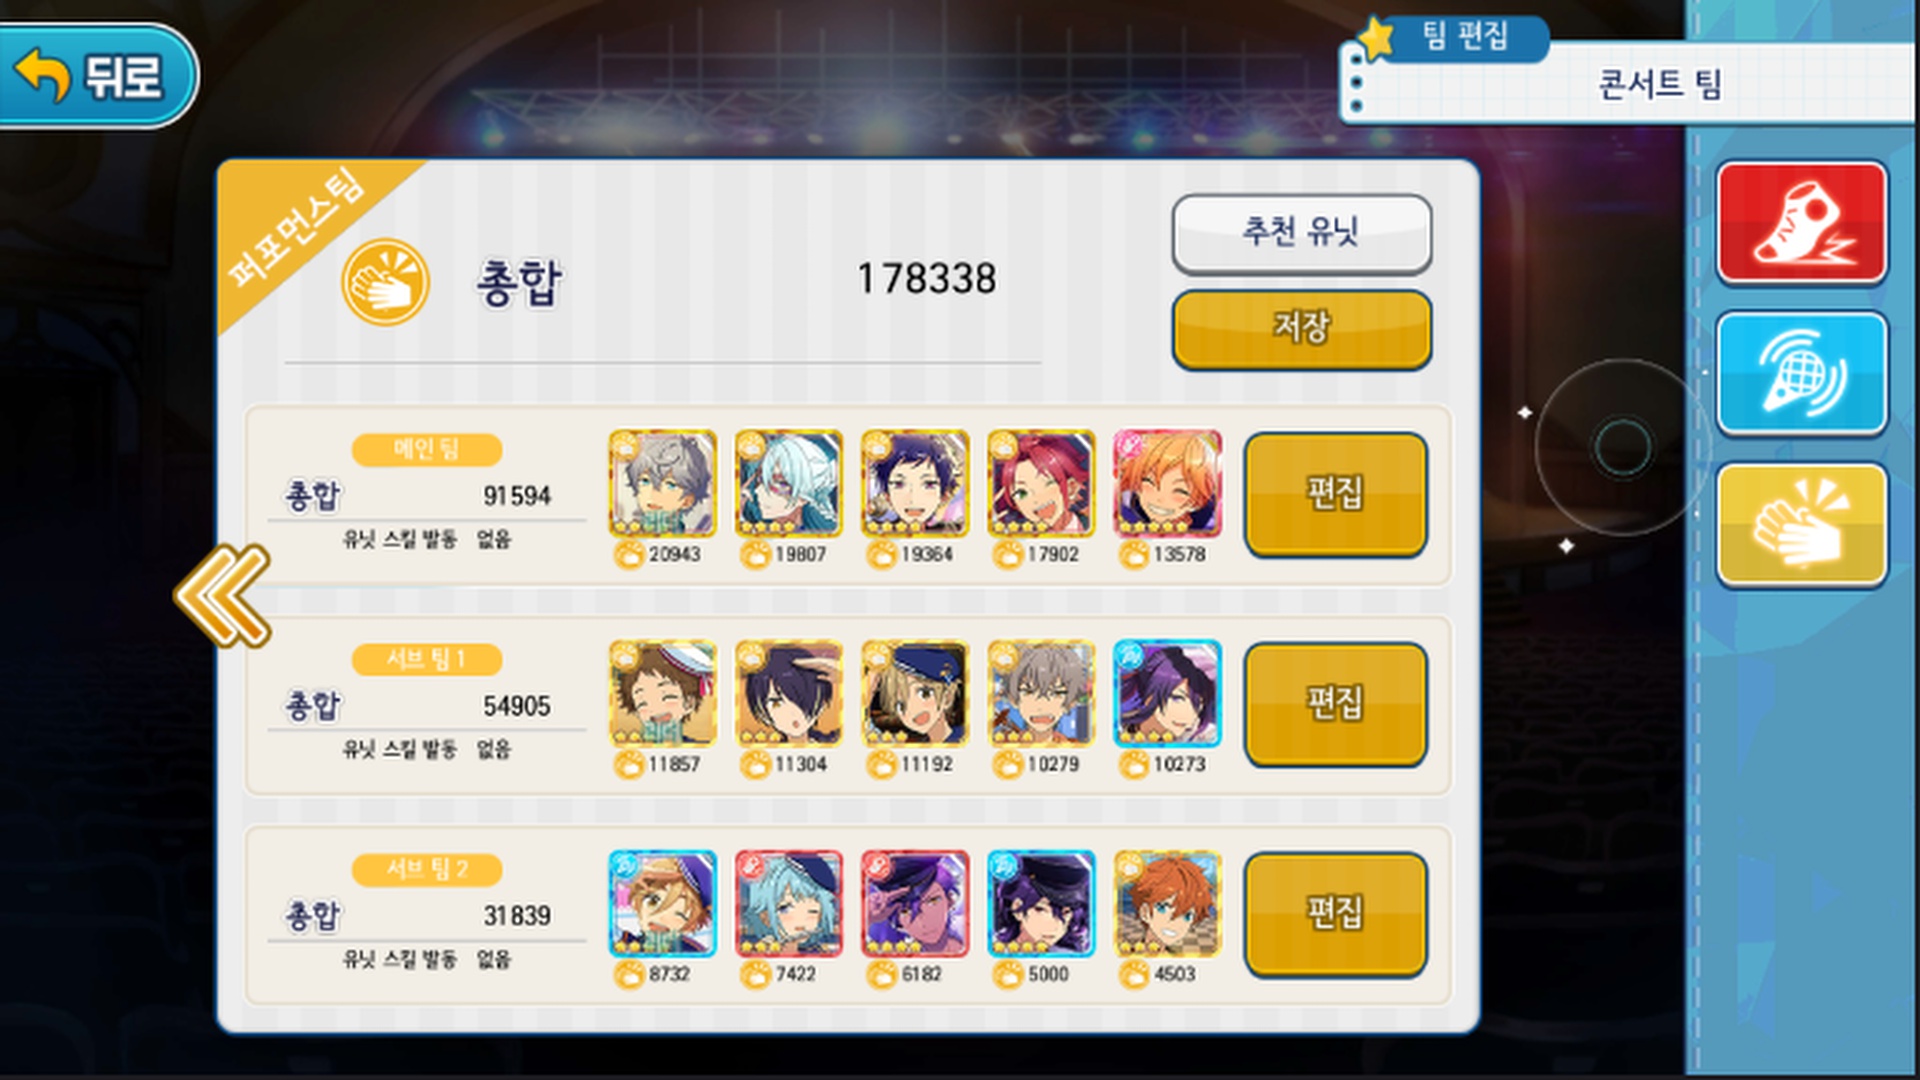 뒤로
팀 편집
콘서트 팀
퍼포먼스팀
총합 178338
추천 유닛
저장
메인 팀
총합 91594
유닛 스킬 발동 없음
20943 19807 19364 17902 13578
편집
서브 팀 1
총합 54905
유닛 스킬 발동 없음
11857 11304 11192 10279 10273
편집
서브 팀 2
총합 31839
유닛 스킬 발동 없음
8732 7422 6182 5000 4503
편집